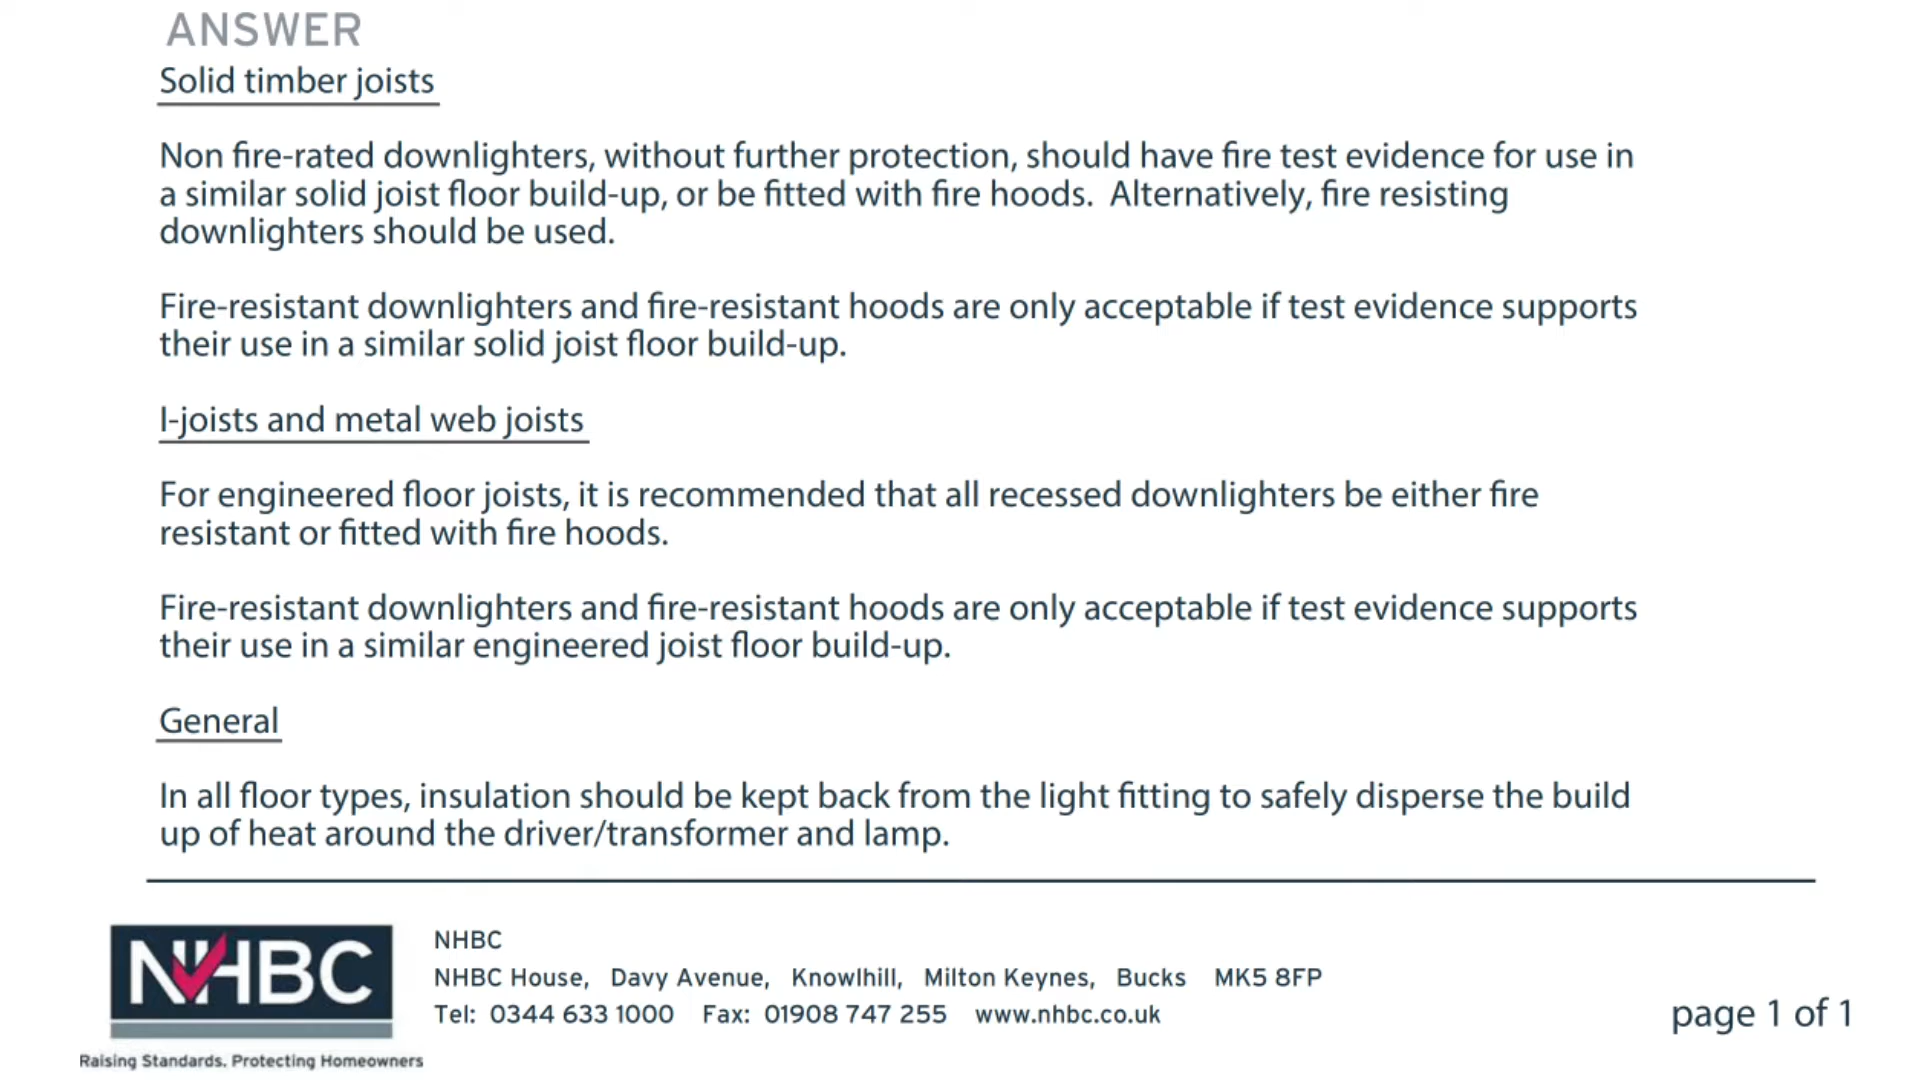 ANSWER
Solid timber joists
Non fire-rated downlighters, without further protection, should have fire test evidence for use in
a similar solid joist floor build-up, or be fitted with fire hoods.  Alternatively, fire resisting
downlighters should be used.
Fire-resistant downlighters and fire-resistant hoods are only acceptable if test evidence supports
their use in a similar solid joist floor build-up.
I-joists and metal web joists
For engineered floor joists, it is recommended that all recessed downlighters be either fire
resistant or fitted with fire hoods.
Fire-resistant downlighters and fire-resistant hoods are only acceptable if test evidence supports
their use in a similar engineered joist floor build-up.
General
In all floor types, insulation should be kept back from the light fitting to safely disperse the build
up of heat around the driver/transformer and lamp.
NHBC
Raising Standards. Protecting Homeowners
NHBC
NHBC House, Davy Avenue, Knowlhill, Milton Keynes, Bucks MK5 8FP
Tel: 0344 633 1000 Fax: 01908 747 255 www.nhbc.co.uk
page 1 of 1